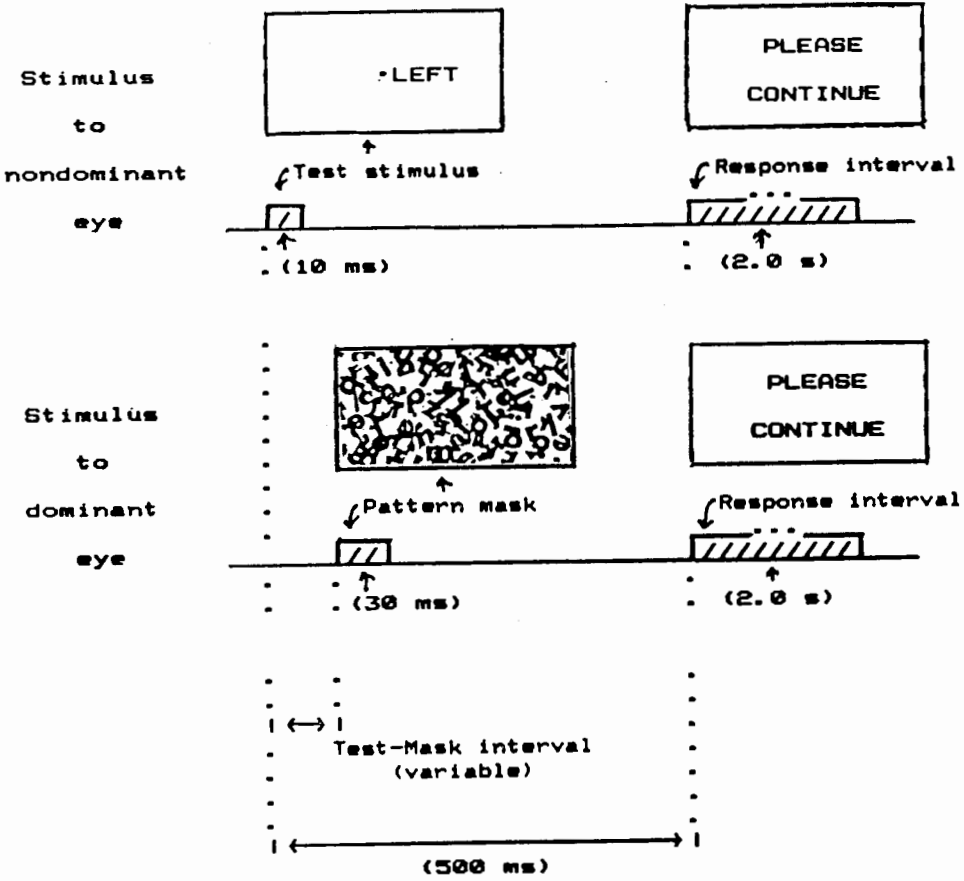 Stimulus
to
nondominant
eye
•LEFT
PLEASE
CONTINUE
Test stimulus
Response interval
(10 ms)
(2.0 s)
Stimulus
to
dominant
eye
PLEASE
CONTINUE
Pattern mask
Response interval
(30 ms)
(2.0 s)
Test-Mask interval
(variable)
(500 ms)